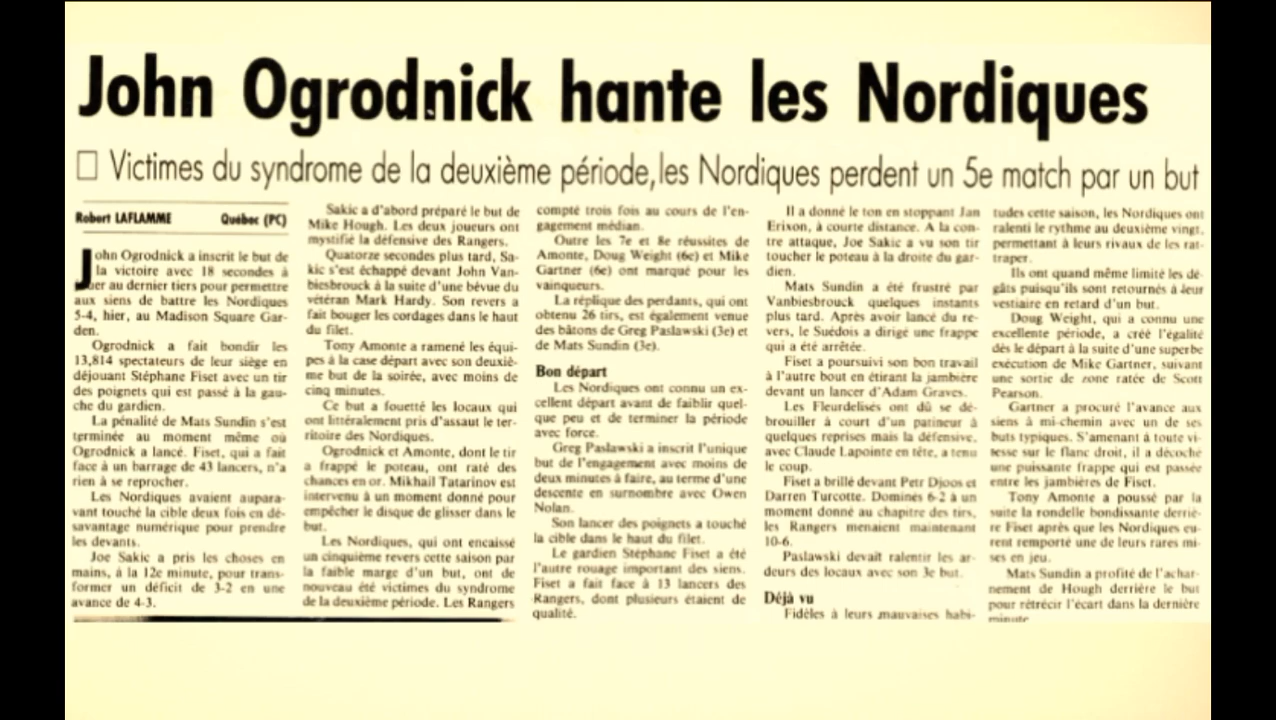 John Ogrodnick hante les Nordiques
□ Victimes du syndrome de la deuxième période, les Nordiques perdent un 5e match par un but
Robert LAFLAMME Québec (PC)
John Ogrodnick a inscrit le but de
la victoire avec 18 secondes à
jouer au dernier tiers pour permettre
aux siens de battre les Nordiques
5-4, hier, au Madison Square Gar-
den.
Ogrodnick a fait bondir les
13,814 spectateurs de leur siège en
déjouant Stéphane Fiset avec un tir
des poignets qui est passé à la gau-
che du gardien.
La pénalité de Mats Sundin s'est
terminée au moment même où
Ogrodnick a lancé. Fiset, qui a fait
face à un barrage de 43 lancers, n'a
rien à se reprocher.
Les Nordiques avaient aupara-
vant touché la cible deux fois en dé-
savantage numérique pour prendre
les devants.
Joe Sakic a pris les choses en
mains, à la 12e minute, pour trans-
former un déficit de 3-2 en une
avance de 4-3.
Sakic a d'abord préparé le but de
Mike Hough. Les deux joueurs ont
mystifié la défensive des Rangers.
Quatorze secondes plus tard, Sa-
kic s'est échappé devant John Van-
biesbrouck à la suite d'une bévue du
vétéran Mark Hardy. Son revers a
fait bouger les cordages dans le haut
du filet.
Tony Amonte a ramené les équi-
pes à la case départ avec son deuxiè-
me but de la soirée, avec moins de
cinq minutes.
Ce but a fouetté les locaux qui
ont littéralement pris d'assaut le ter-
ritoire des Nordiques.
Ogrodnick et Amonte, dont le tir
a frappé le poteau, ont raté des
chances en or. Mikhail Tatarinov est
intervenu à un moment donné pour
empêcher le disque de glisser dans le
but.
Les Nordiques, qui ont encaissé
un cinquième revers cette saison par
la faible marge d'un but, ont de
nouveau été victimes du syndrome
de la deuxième période. Les Rangers
compté trois fois au cours de l'en-
gagement médian.
Outre les 7e et 8e réussites de
Amonte, Doug Weight (6e) et Mike
Gartner (6e) ont marqué pour les
vainqueurs.
La réplique des perdants, qui ont
obtenu 26 tirs, est également venue
des bâtons de Greg Paslawski (3e) et
de Mats Sundin (3e).
Bon départ
Les Nordiques ont connu un ex-
cellent départ avant de faiblir quel-
que peu et de terminer la période
avec force.
Greg Paslawski a inscrit l'unique
but de l'engagement avec moins de
deux minutes à faire, au terme d'une
descente en surnombre avec Owen
Nolan.
Son lancer des poignets a touché
la cible dans le haut du filet.
Le gardien Stéphane Fiset a été
l'autre rouage important des siens.
Fiset a fait face à 13 lancers des
Rangers, dont plusieurs étaient de
qualité.
Il a donné le ton en stoppant Jan
Erixon, à courte distance. A la con-
tre attaque, Joe Sakic a vu son tir
toucher le poteau à la droite du gar-
dien.
Mats Sundin a été frustré par
Vanbiesbrouck quelques instants
plus tard. Après avoir lancé du re-
vers, le Suédois a dirigé une frappe
qui a été arrêtée.
Fiset a poursuivi son bon travail
à l'autre bout en étirant la jambière
devant un lancer d'Adam Graves.
Les Fleurdelisés ont dû se dé-
brouiller à court d'un patineur à
quelques reprises mais la défensive,
avec Claude Lapointe en tête, a tenu
le coup.
Fiset a brillé devant Petr Djoos et
Darren Turcotte. Dominés 6-2 à un
moment donné au chapitre des tirs,
les Rangers menaient maintenant
10-6.
Paslawski devait ralentir les ar-
deurs des locaux avec son 3e but.
Déjà vu
Fidèles à leurs mauvaises habi-
tudes cette saison, les Nordiques ont
ralenti le rythme au deuxième vingt,
permettant à leurs rivaux de les rat-
traper.
Ils ont quand même limité les dé-
gâts puisqu'ils sont retournés à leur
vestiaire en retard d'un but.
Doug Weight, qui a connu une
excellente période, a créé l'égalité
dès le départ à la suite d'une superbe
exécution de Mike Gartner, suivant
une sortie de zone ratée de Scott
Pearson.
Gartner a procuré l'avance aux
siens à mi-chemin avec un de ses
buts typiques. S'amenant à toute vi-
tesse sur le flanc droit, il a décoché
une puissante frappe qui est passée
entre les jambières de Fiset.
Tony Amonte a poussé par la
suite la rondelle bondissante derriè-
re Fiset après que les Nordiques eu-
rent remporté une de leurs rares mi-
ses en jeu.
Mats Sundin a profité de l'achar-
nement de Hough derrière le but
pour rétrécir l'écart dans la dernière
minute